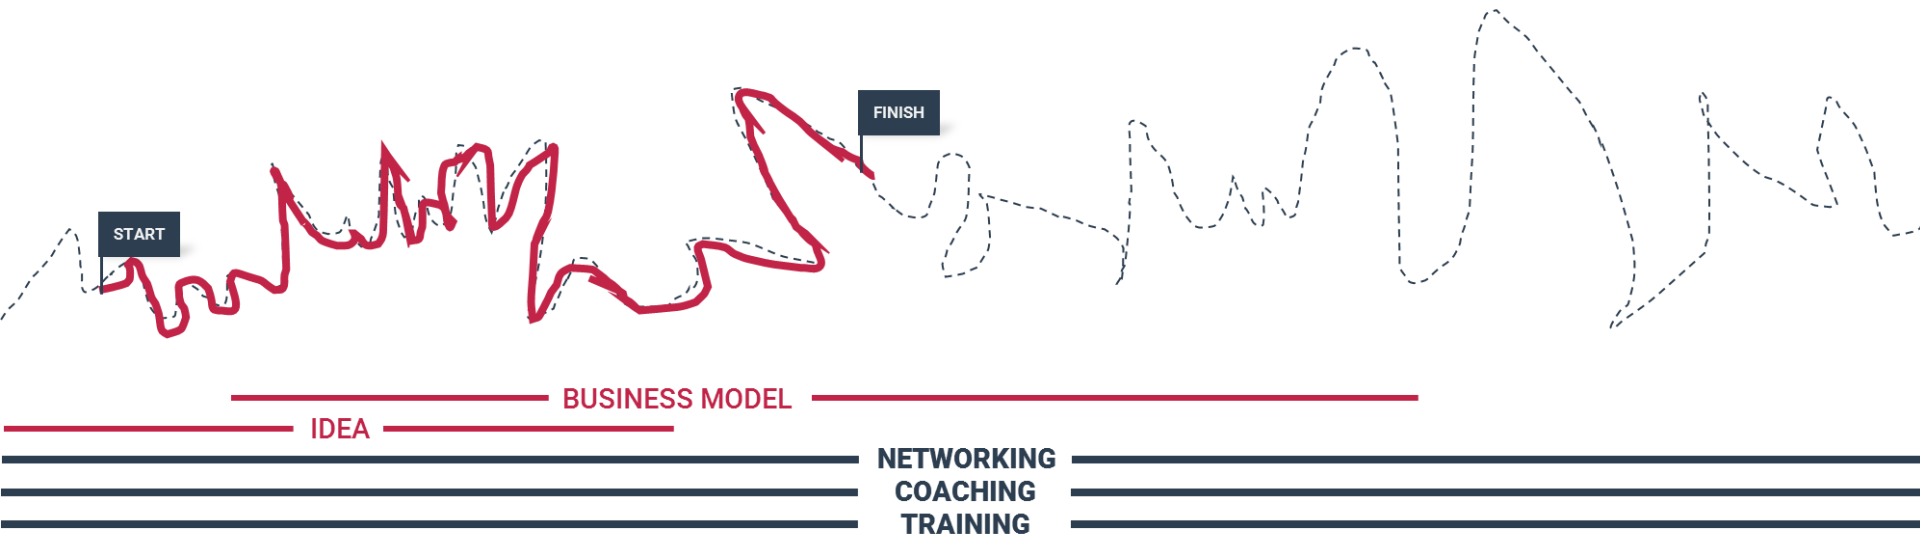 FINISH
START
BUSINESS MODEL
IDEA
NETWORKING
COACHING
TRAINING